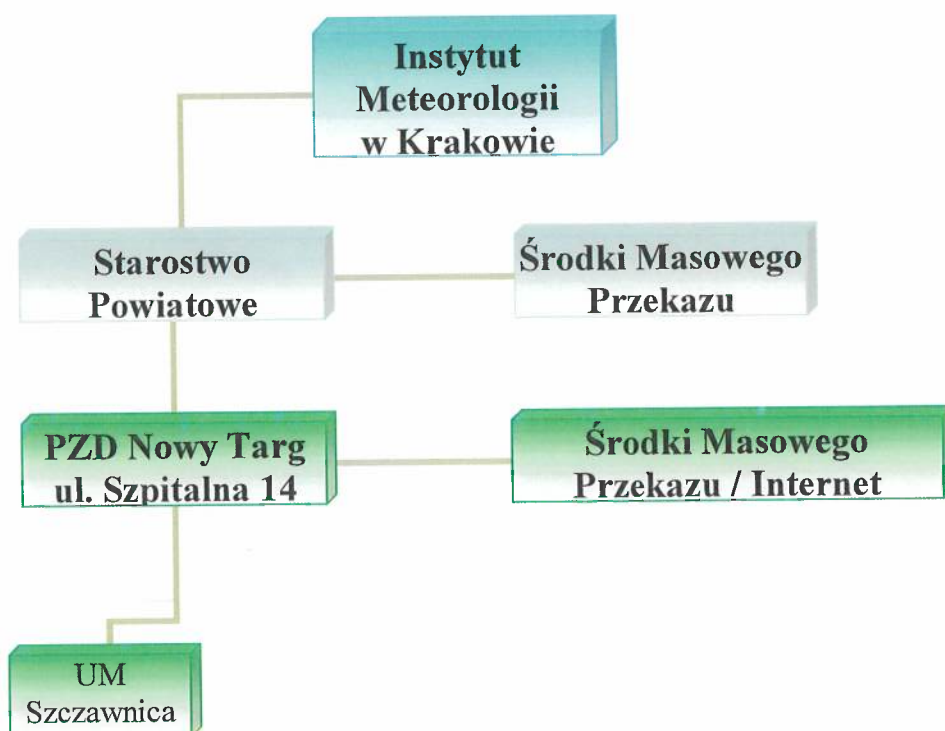 Instytut
Meteorologii
w Krakowie
Starostwo
Powiatowe
Środki Masowego
Przekazu
PZD Nowy Targ
ul. Szpitalna 14
Środki Masowego
Przekazu / Internet
UM
Szczawnica